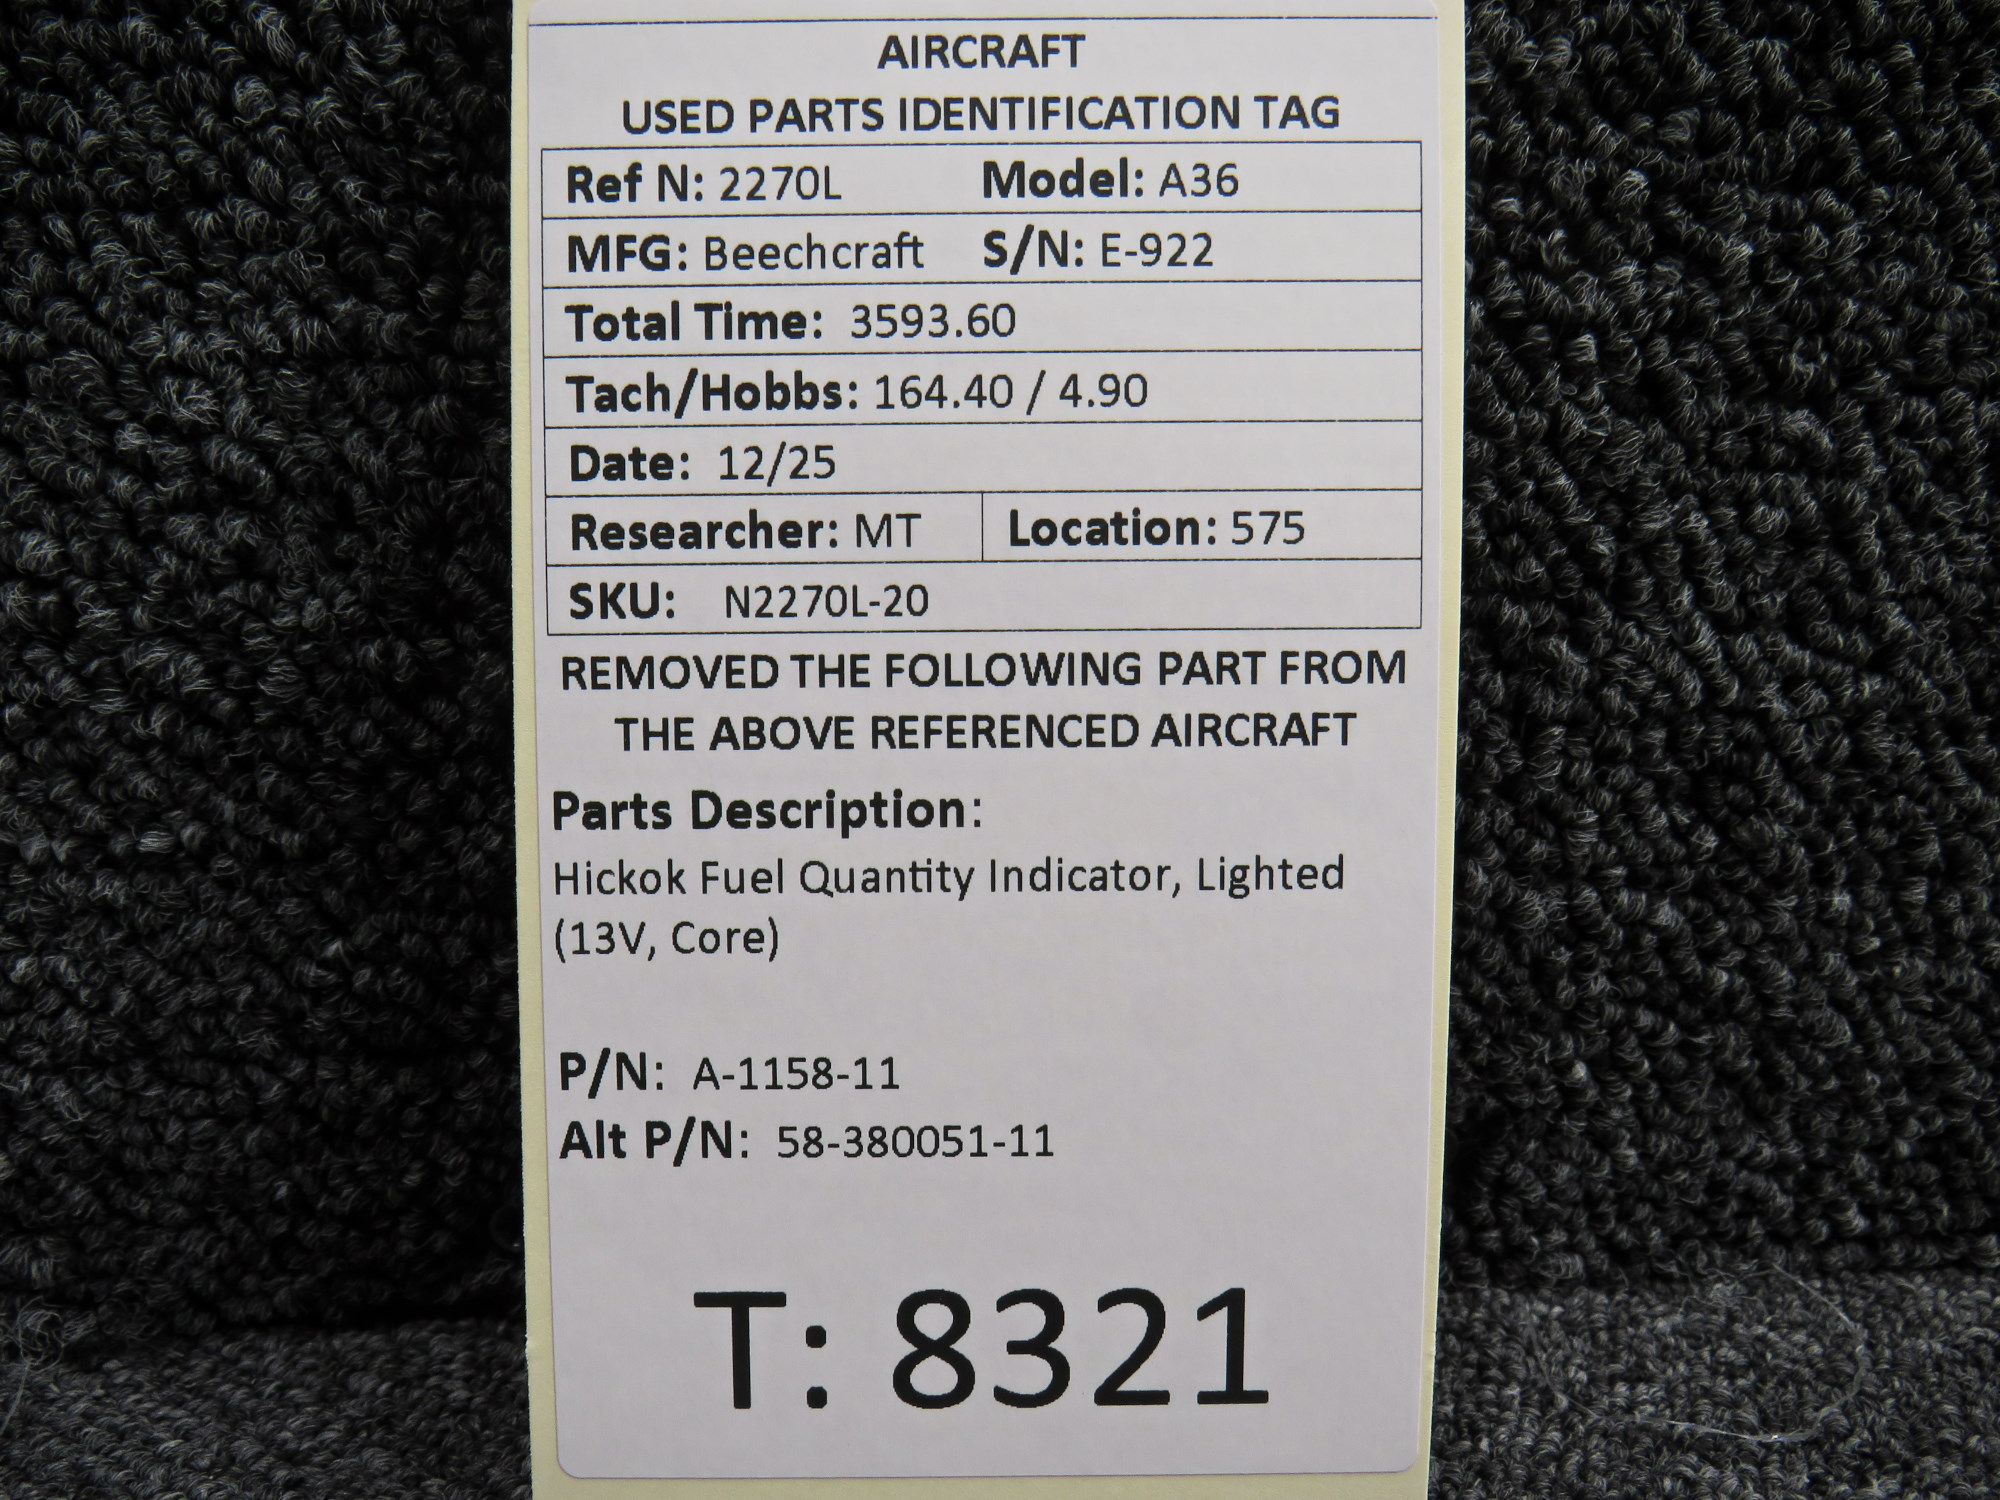 AIRCRAFT
USED PARTS IDENTIFICATION TAG
Ref N: 2270L Model: A36
MFG: Beechcraft S/N: E-922
Total Time: 3593.60
Tach/Hobbs: 164.40 / 4.90
Date: 12/25
Researcher: MT Location: 575
SKU: N2270L-20
REMOVED THE FOLLOWING PART FROM
THE ABOVE REFERENCED AIRCRAFT
Parts Description:
Hickok Fuel Quantity Indicator, Lighted
(13V, Core)
P/N: A-1158-11
Alt P/N: 58-380051-11
T: 8321